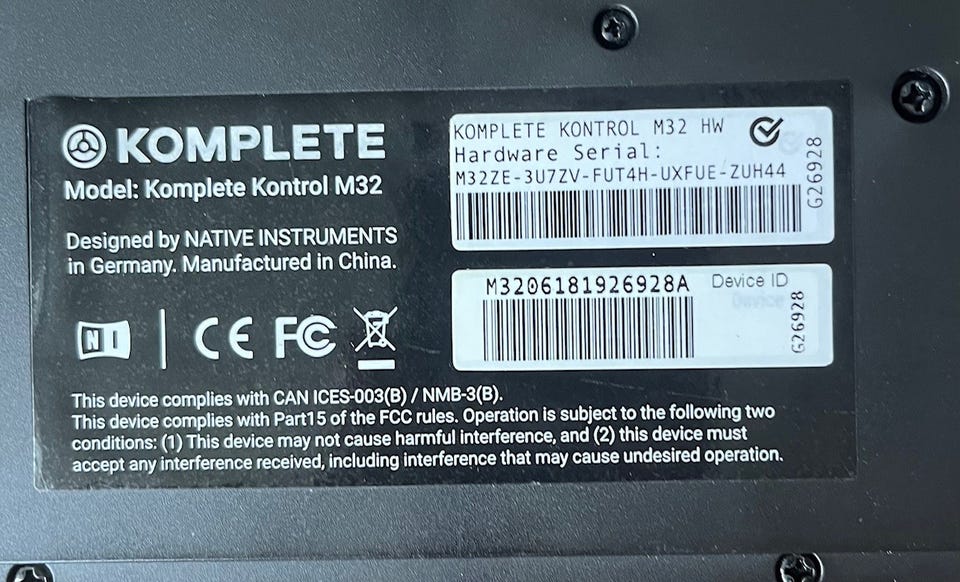 KOMPLETE
Model: Komplete Kontrol M32
Designed by NATIVE INSTRUMENTS
in Germany. Manufactured in China.
NI
CE FC
This device complies with CAN ICES-003(B) / NMB-3(B).
This device complies with Part15 of the FCC rules. Operation is subject to the following two
conditions: (1) This device may not cause harmful interference, and (2) this device must
accept any interference received, including interference that may cause undesired operation.
KOMPLETE KONTROL M32 HW
Hardware Serial:
M32ZE-3U7ZV-FUT4H-UXFUE-ZUH44
G26928
M3206181926928A Device ID
G26928